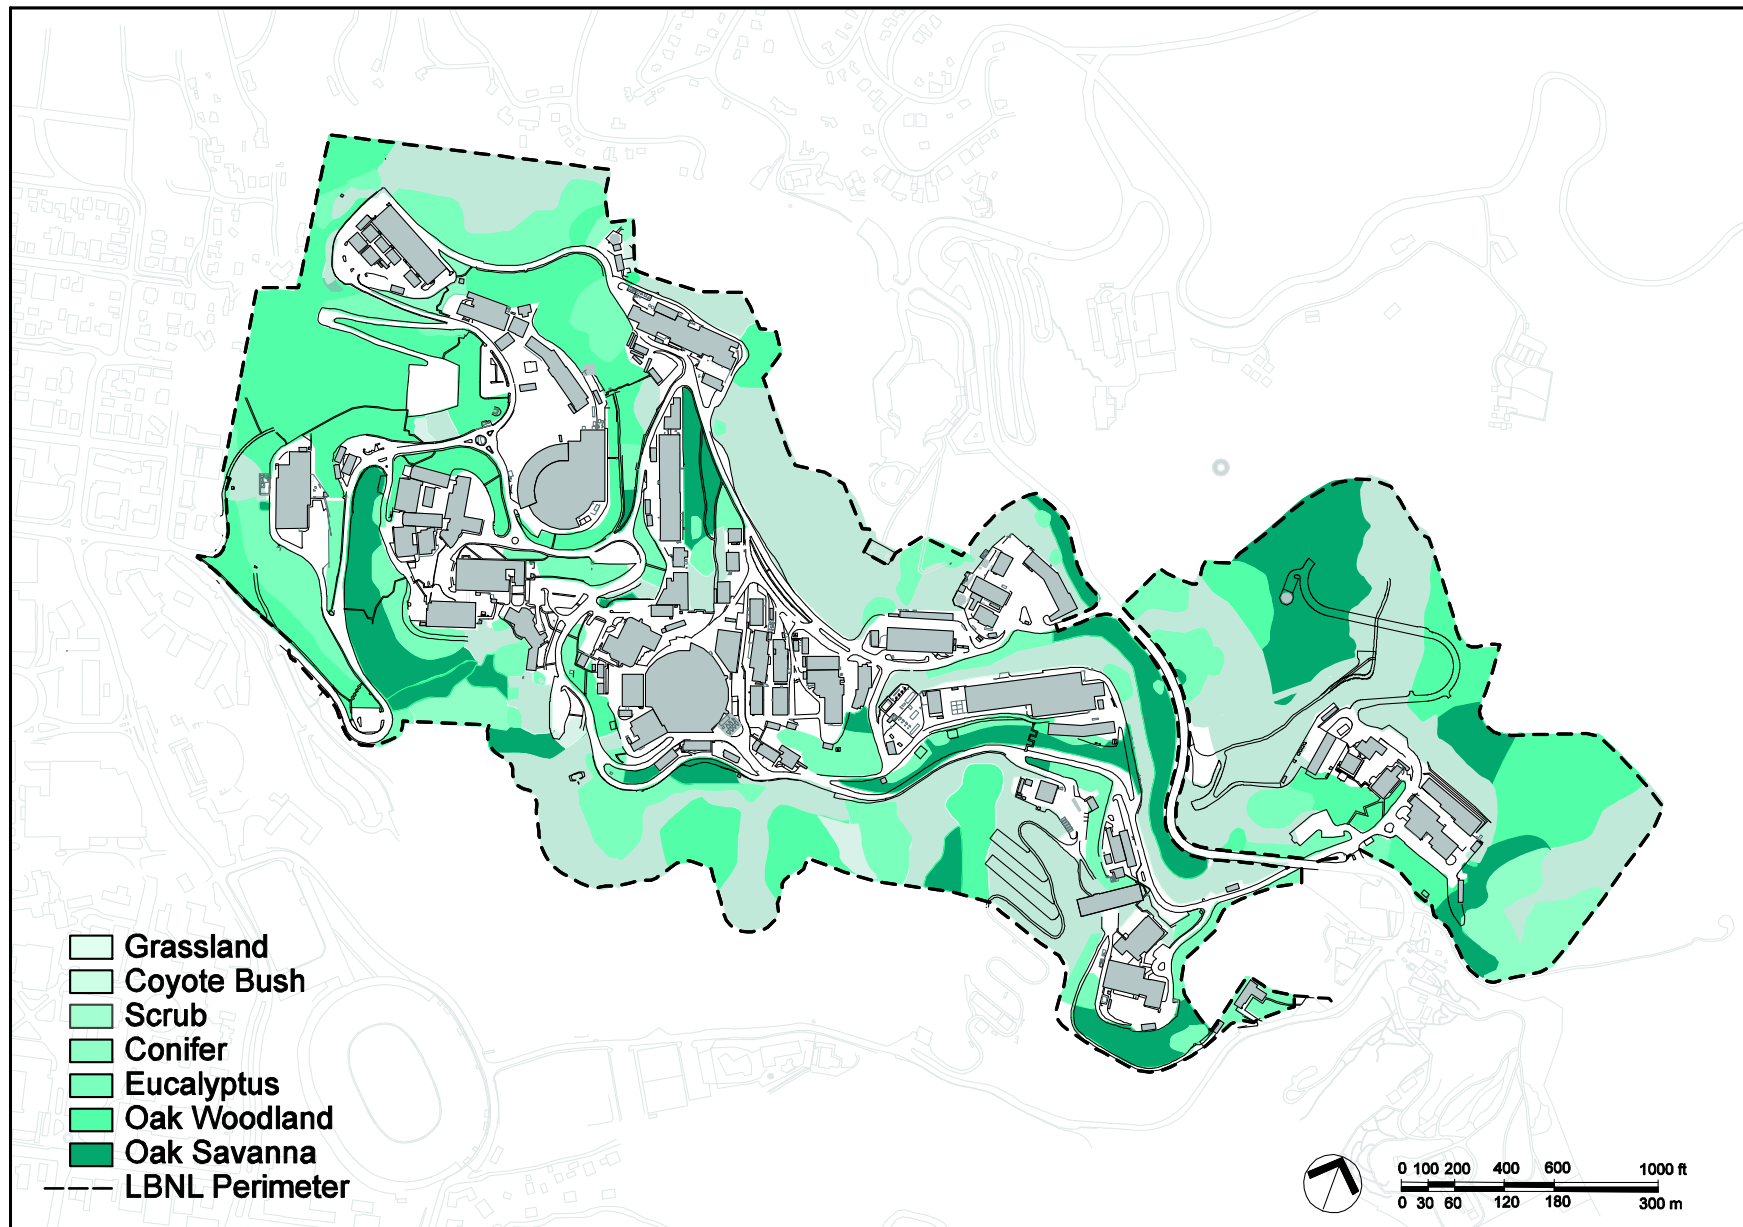 Grassland
Coyote Bush
Scrub
Conifer
Eucalyptus
Oak Woodland
Oak Savanna
LBNL Perimeter
0 100 200 400 600 1000 ft
0 30 60 120 180 300 m